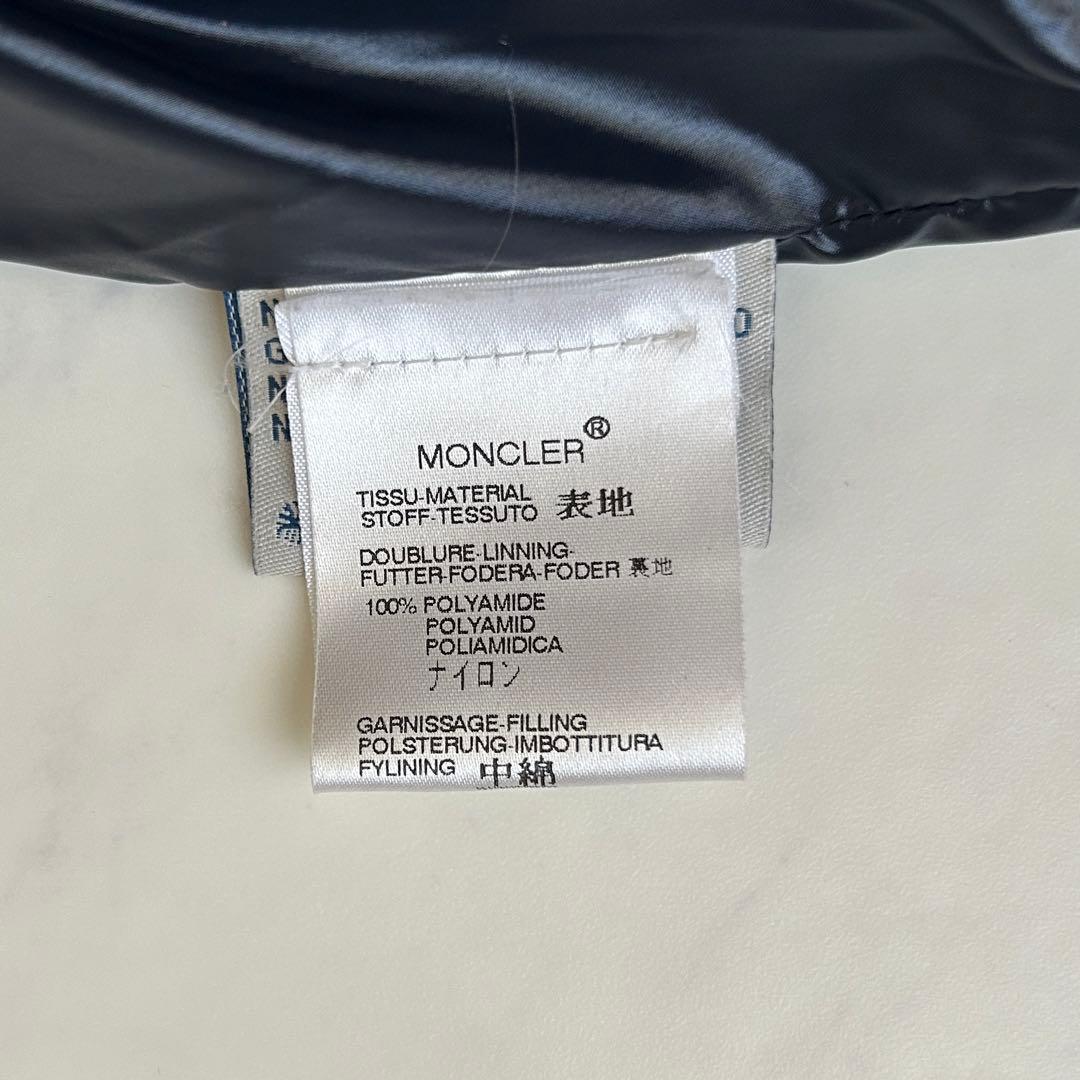 MONCLER®
TISSU-MATERIAL
STOFF-TESSUTO 表地
DOUBLURE-LINNING-
FUTTER-FODERA-FODER 裏地
100% POLYAMIDE
POLYAMID
POLIAMIDICA
ナイロン
GARNISSAGE-FILLING
POLSTERUNG-IMBOTTITURA
FYLINING 中綿